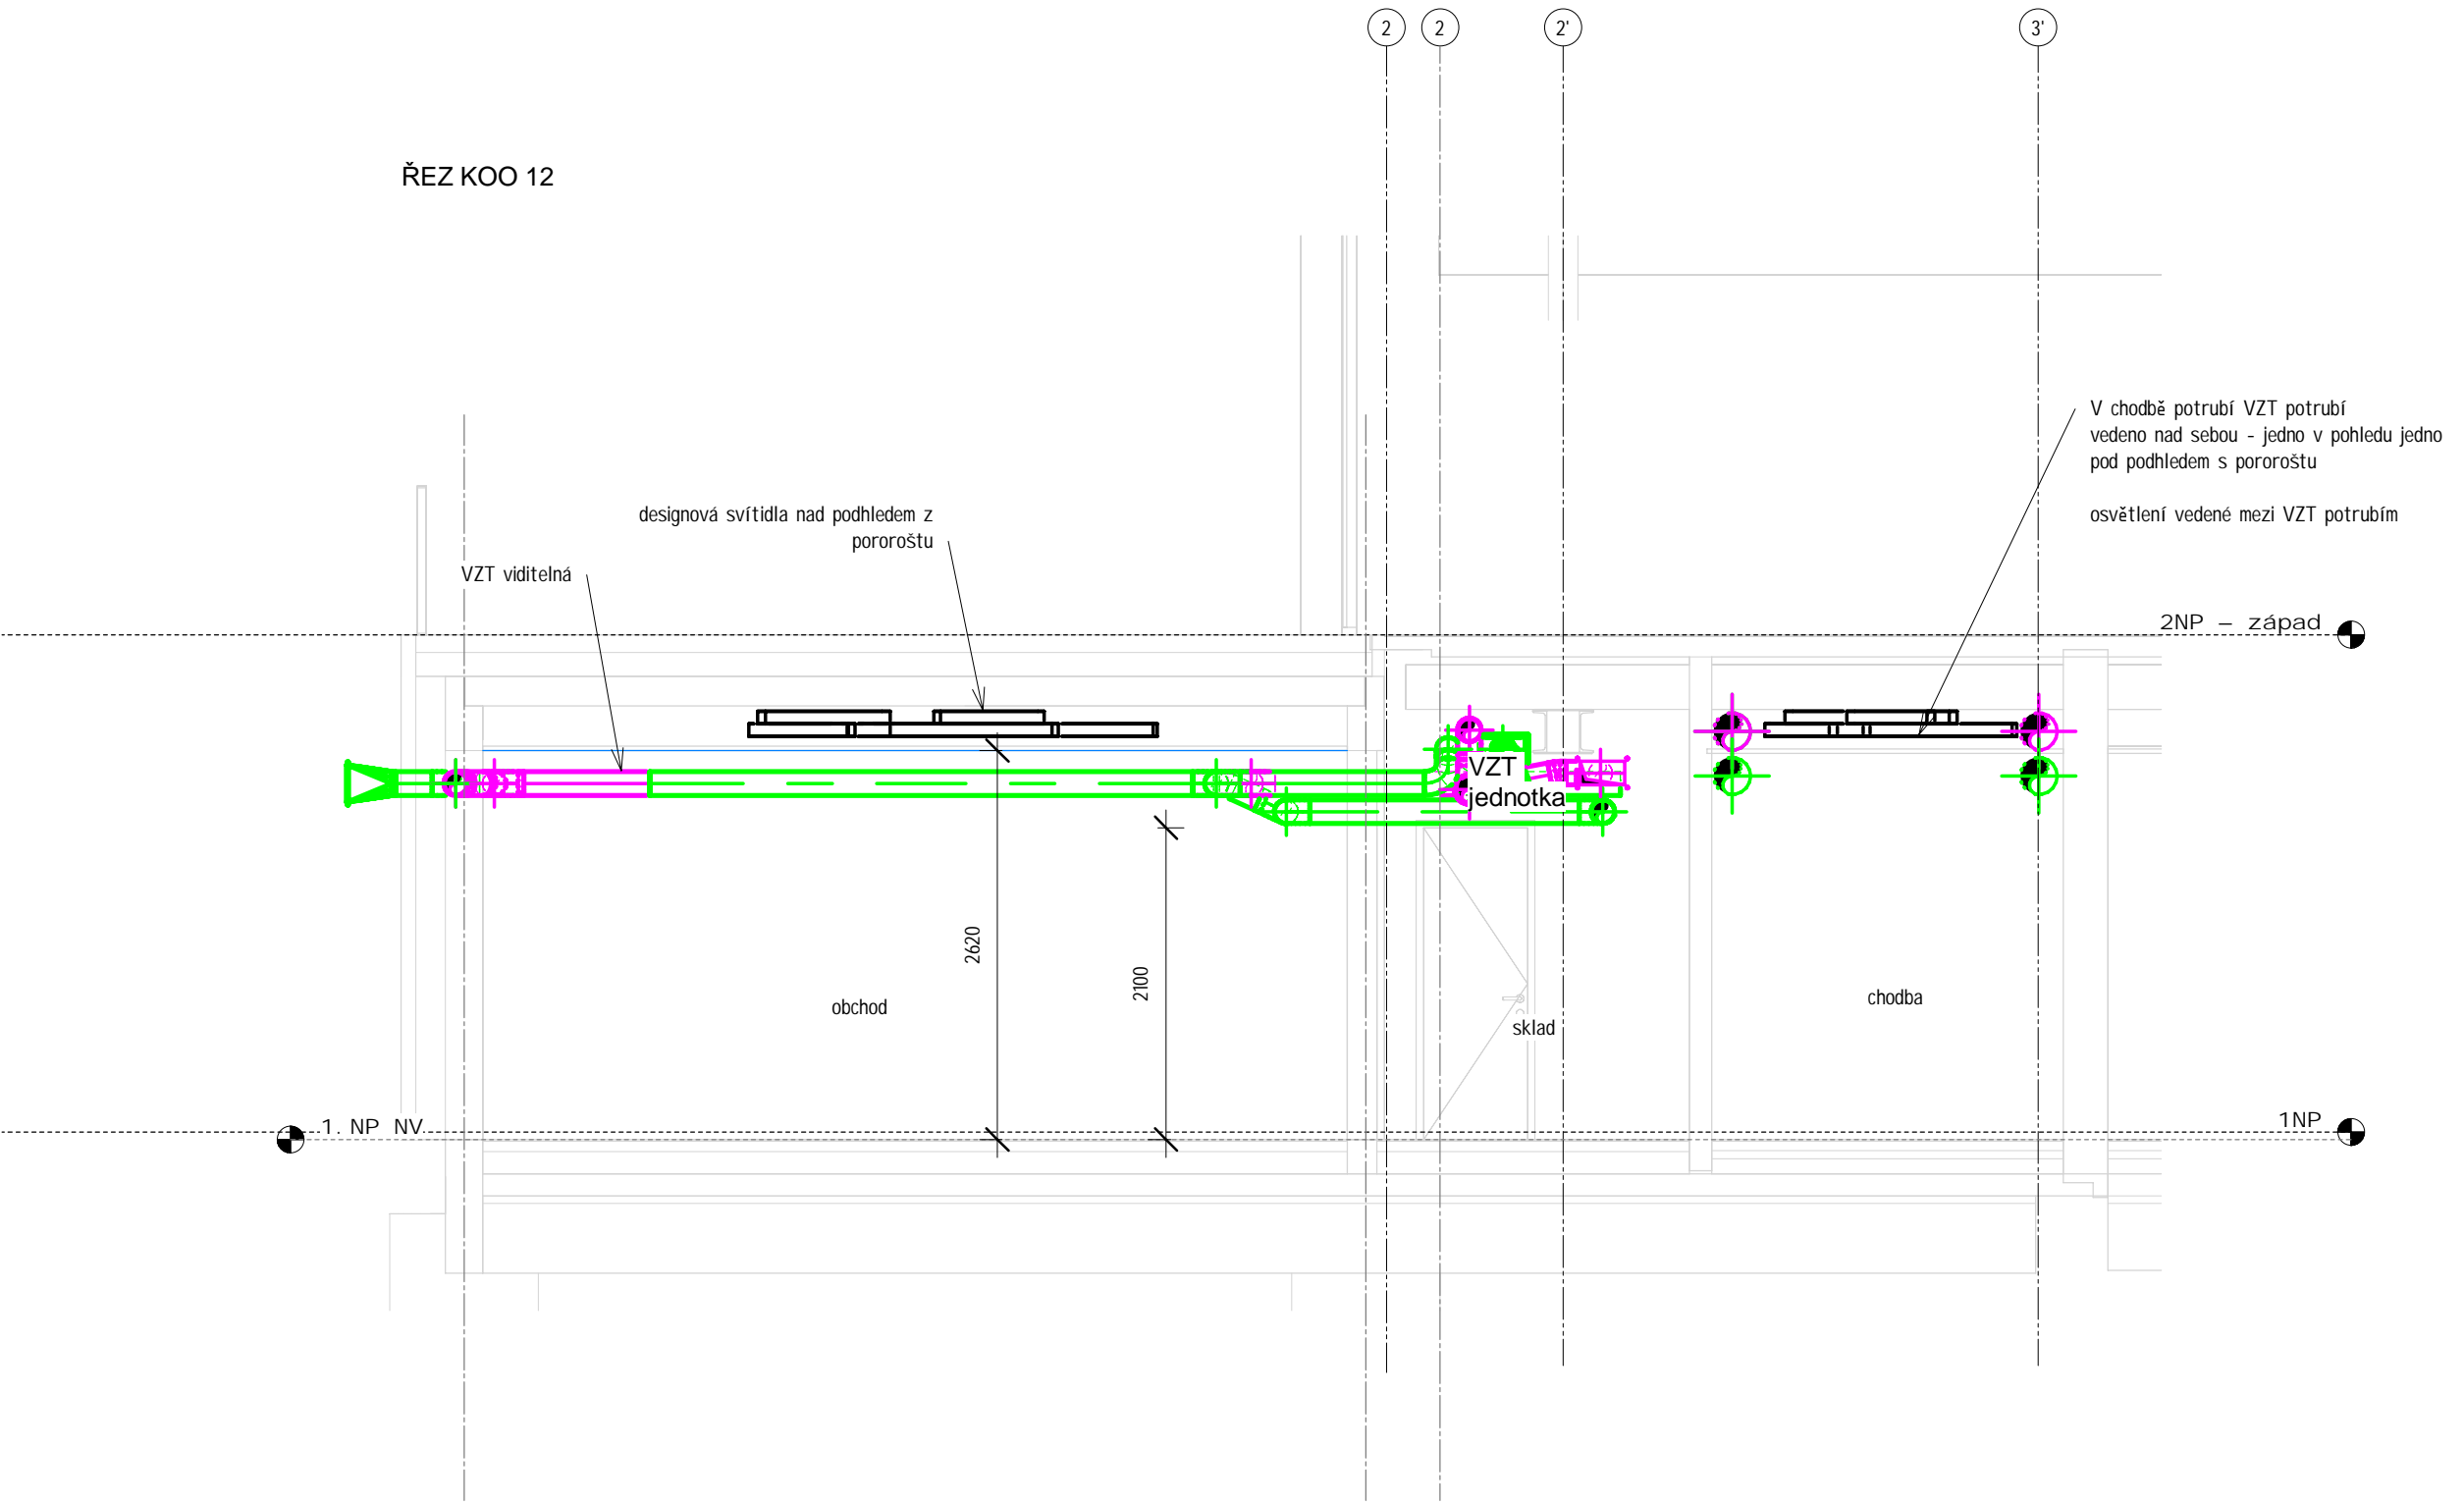 2
2
2'
3'
ŘEZ KOO 12
V chodbě potrubí VZT potrubí
vedeno nad sebou - jedno v pohledu jedno
pod podhledem s pororoštu
osvětlení vedené mezi VZT potrubím
designová svítidla nad podhledem z
pororoštu
VZT viditelná
2NP – západ
VZT
jednotka
2620
2100
obchod
sklad
chodba
1. NP NV
1NP